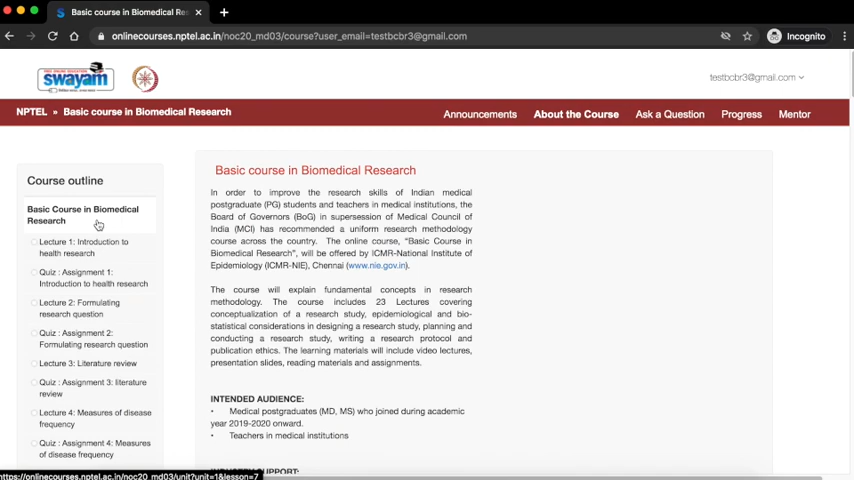 Basic course in Biomedical Res
onlinecourses.nptel.ac.in/noc20_md03/course?user_email=testbcbr3@gmail.com
Incognito
swayam
testbcbr3@gmail.com
NPTEL » Basic course in Biomedical Research
Announcements About the Course Ask a Question Progress Mentor
Course outline
Basic Course in Biomedical
Research
Lecture 1: Introduction to
health research
Quiz : Assignment 1:
Introduction to health research
Lecture 2: Formulating
research question
Quiz : Assignment 2:
Formulating research question
Lecture 3: Literature review
Quiz : Assignment 3: literature
review
Lecture 4: Measures of disease
frequency
Quiz : Assignment 4: Measures
of disease frequency
Basic course in Biomedical Research
In order to improve the research skills of Indian medical
postgraduate (PG) students and teachers in medical institutions, the
Board of Governors (BoG) in supersession of Medical Council of
India (MCI) has recommended a uniform research methodology
course across the country. The online course, "Basic Course in
Biomedical Research", will be offered by ICMR-National Institute of
Epidemiology (ICMR-NIE), Chennai (www.nie.gov.in).
The course will explain fundamental concepts in research
methodology. The course includes 23 Lectures covering
conceptualization of a research study, epidemiological and bio-
statistical considerations in designing a research study, planning and
conducting a research study, writing a research protocol and
publication ethics. The learning materials will include video lectures,
presentation slides, reading materials and assignments.
INTENDED AUDIENCE:
• Medical postgraduates (MD, MS) who joined during academic
year 2019-2020 onward.
• Teachers in medical institutions
INDUSTRY SUPPORT:
https://onlinecourses.nptel.ac.in/noc20_md03/unit?unit=1&lesson=7